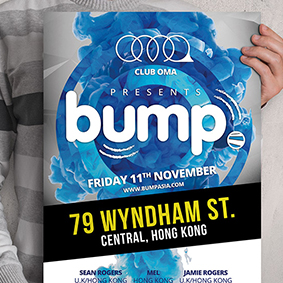 CLUB OMA
PRESENTS
bump
FRIDAY 11TH NOVEMBER
WWW.BUMPASIA.COM
79 WYNDHAM ST.
CENTRAL, HONG KONG
SEAN ROGERS MEL JAMIE ROGERS
U.K/HONG KONG HONG KONG U.K/HONG KONG